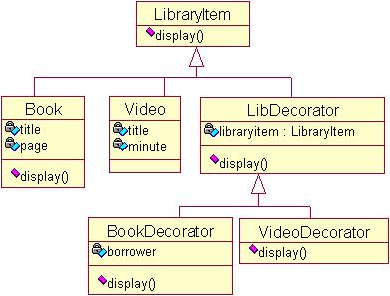 LibraryItem
display()
Book
title
page
display()
Video
title
minute
LibDecorator
libraryitem : LibraryItem
display()
BookDecorator
borrower
display()
VideoDecorator
display()